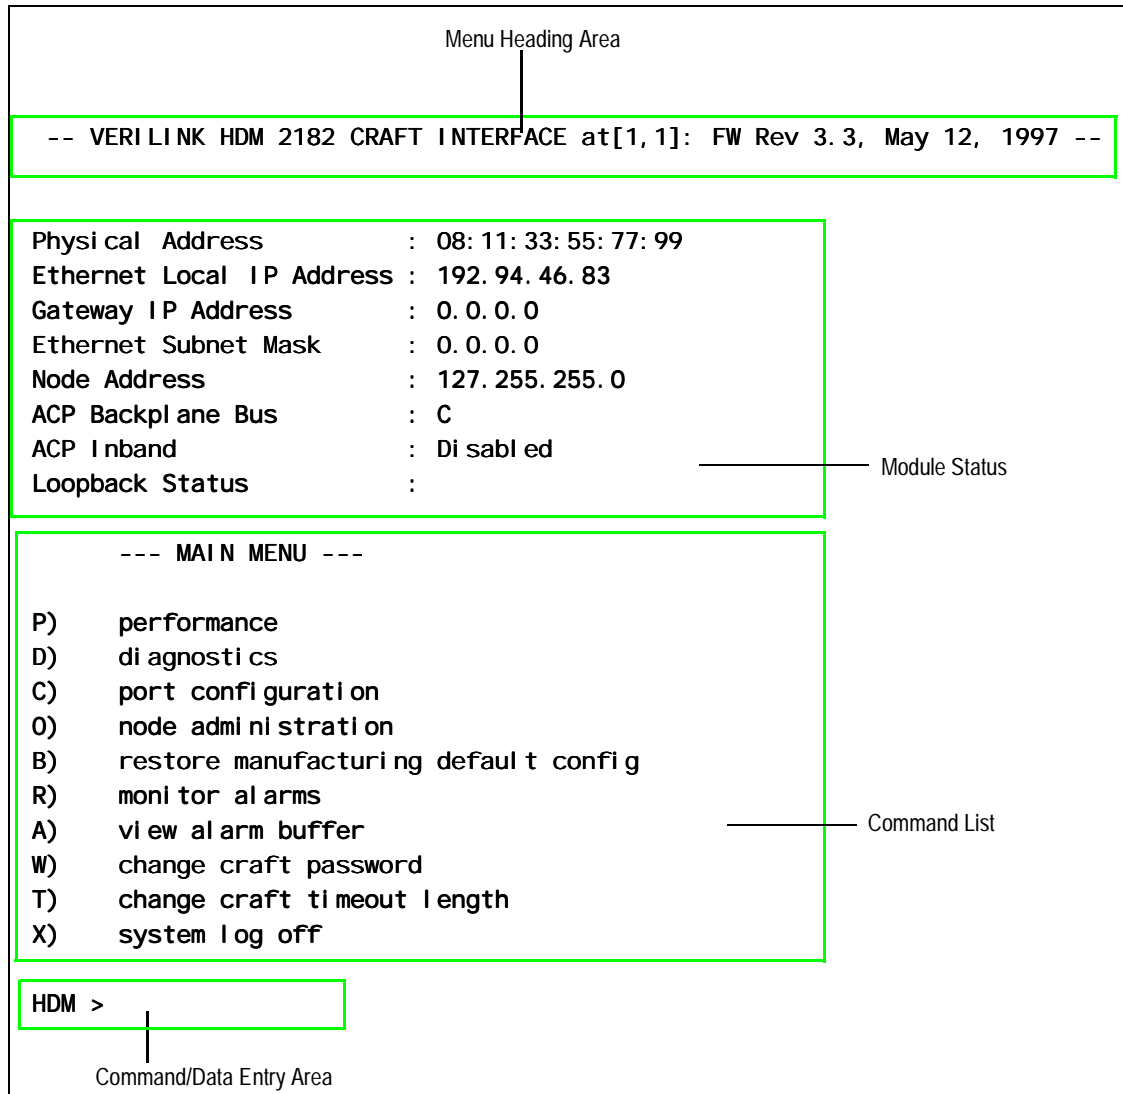 Menu Heading Area
-- VERILINK HDM 2182 CRAFT INTERFACE at[1,1]: FW Rev 3.3, May 12, 1997 --
Physical Address : 08:11:33:55:77:99
Ethernet Local IP Address : 192.94.46.83
Gateway IP Address : 0.0.0.0
Ethernet Subnet Mask : 0.0.0.0
Node Address : 127.255.255.0
ACP Backplane Bus : C
ACP Inband : Disabled
Loopback Status :
Module Status
--- MAIN MENU ---
P) performance
D) diagnostics
C) port configuration
O) node administration
B) restore manufacturing default config
R) monitor alarms
A) view alarm buffer
W) change craft password
T) change craft timeout length
X) system log off
Command List
HDM >
Command/Data Entry Area